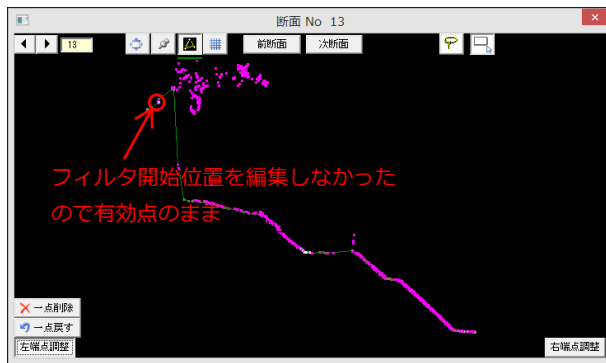 断面 No 13
13
前断面
次断面
フィルタ開始位置を編集しなかった
ので有効点のまま
一点削除
一点戻す
左端点調整
右端点調整